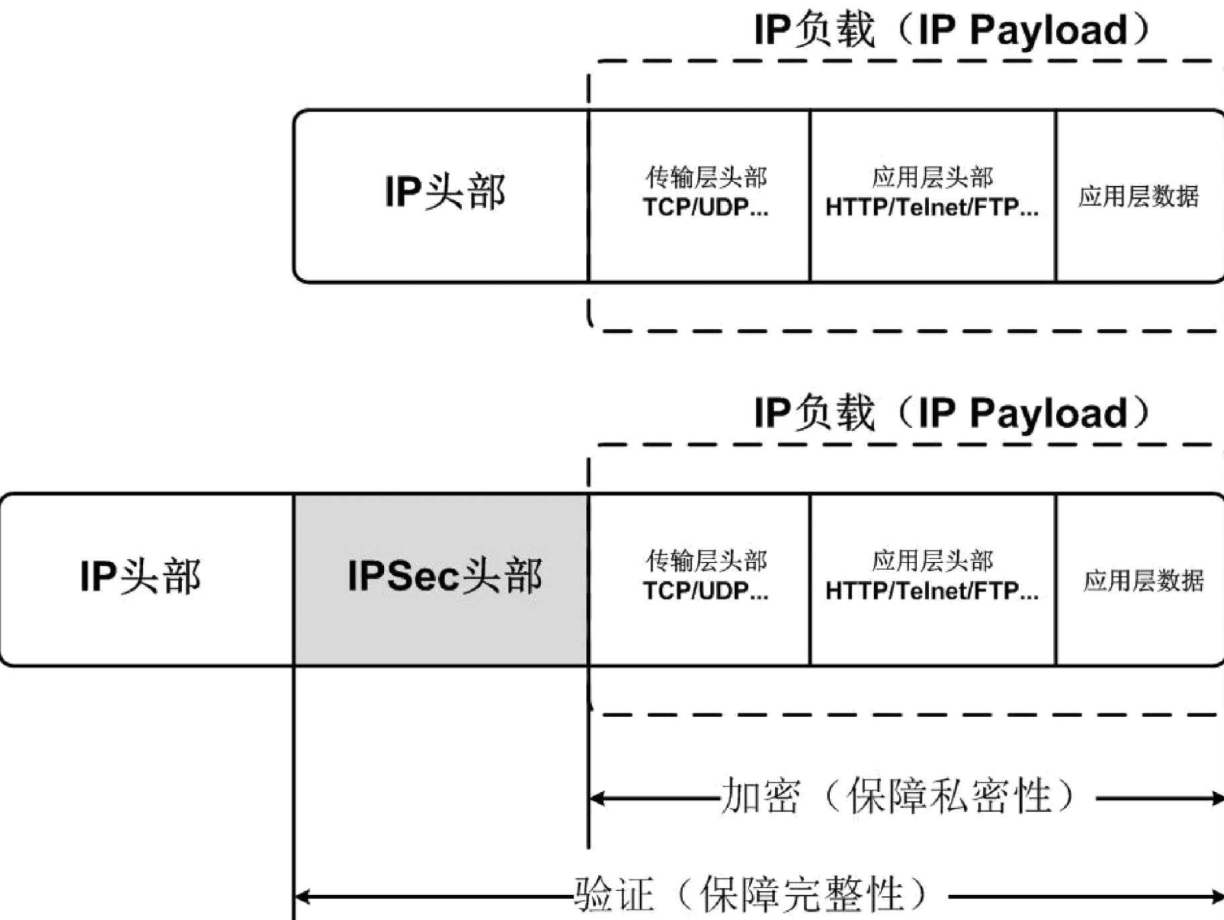 IP负载（IP Payload）
IP头部
传输层头部
TCP/UDP...
应用层头部
HTTP/Telnet/FTP...
应用层数据
IP负载（IP Payload）
IP头部
IPSec头部
传输层头部
TCP/UDP...
应用层头部
HTTP/Telnet/FTP...
应用层数据
加密（保障私密性）
验证（保障完整性）